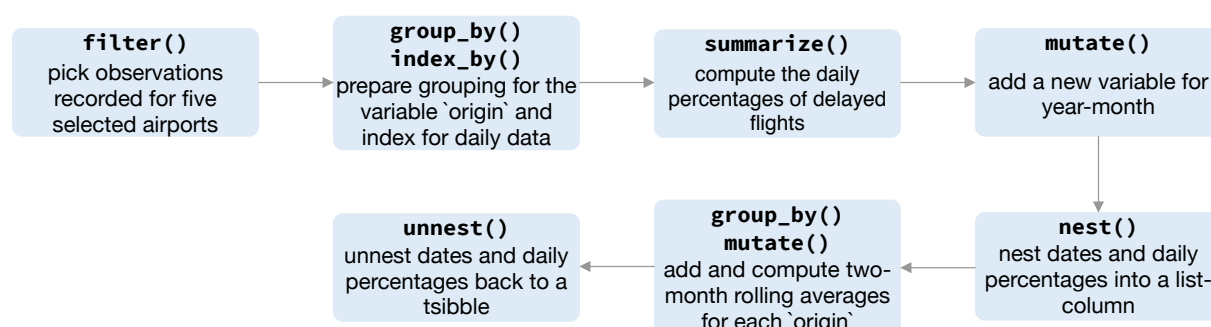 filter()
pick observations
recorded for five
selected airports
group_by()
index_by()
prepare grouping for the
variable `origin` and
index for daily data
summarize()
compute the daily
percentages of delayed
flights
mutate()
add a new variable for
year-month
nest()
nest dates and daily
percentages into a list-
column
group_by()
mutate()
add and compute two-
month rolling averages
for each `origin`
unnest()
unnest dates and daily
percentages back to a
tsibble